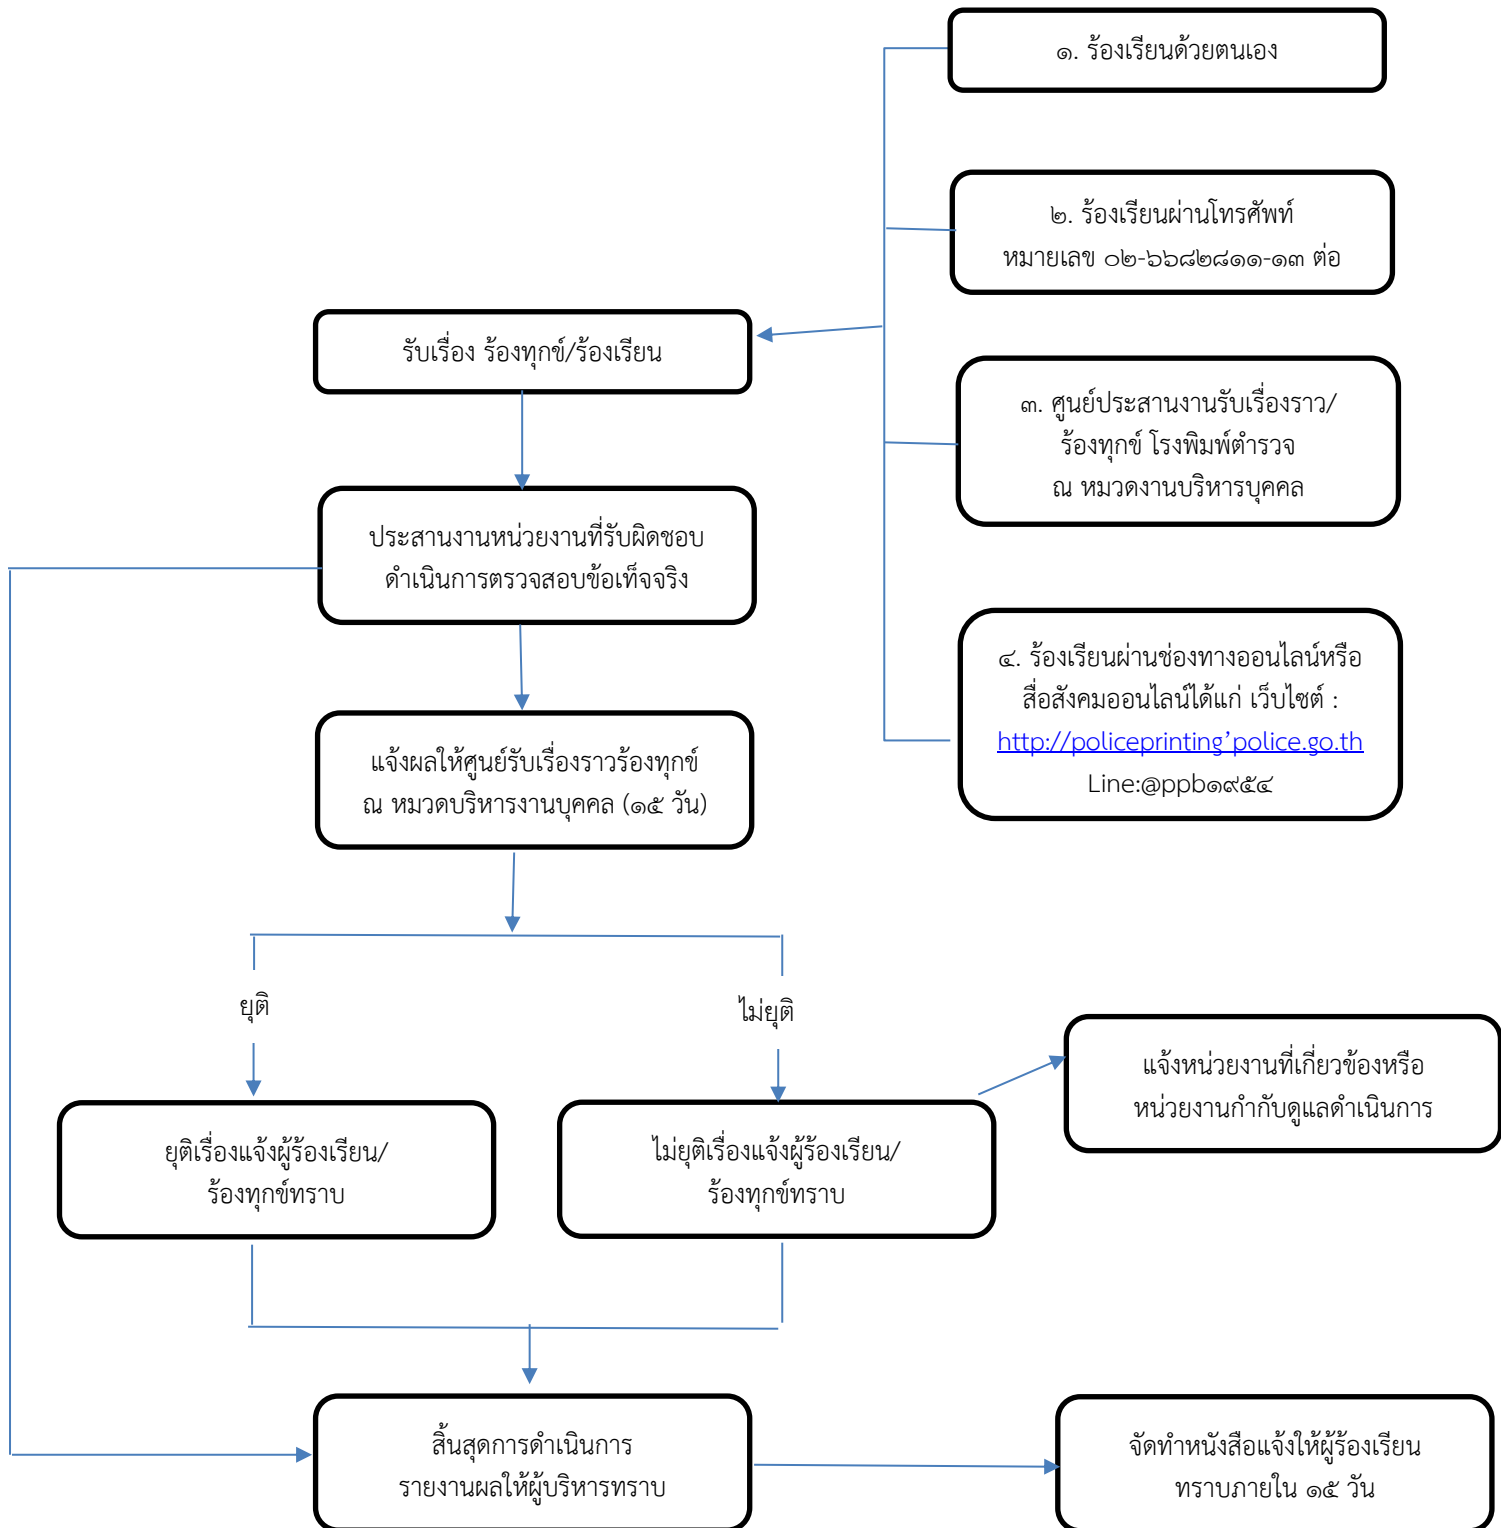 ๑. ร้องเรียนด้วยตนเอง
๒. ร้องเรียนผ่านโทรศัพท์
หมายเลข ๐๒-๖๖๘๒๘๑๑-๑๓ ต่อ
รับเรื่อง ร้องทุกข์/ร้องเรียน
๓. ศูนย์ประสานงานรับเรื่องราว/
ร้องทุกข์ โรงพิมพ์ตำรวจ
ณ หมวดงานบริหารบุคคล
ประสานงานหน่วยงานที่รับผิดชอบ
ดำเนินการตรวจสอบข้อเท็จจริง
๔. ร้องเรียนผ่านช่องทางออนไลน์หรือ
สื่อสังคมออนไลน์ได้แก่ เว็บไซต์ :
http://policeprinting’police.go.th
Line:@ppb๑๙๕๔
แจ้งผลให้ศูนย์รับเรื่องราวร้องทุกข์
ณ หมวดบริหารงานบุคคล (๑๕ วัน)
ยุติ
ไม่ยุติ
แจ้งหน่วยงานที่เกี่ยวข้องหรือ
หน่วยงานกำกับดูแลดำเนินการ
ยุติเรื่องแจ้งผู้ร้องเรียน/
ร้องทุกข์ทราบ
ไม่ยุติเรื่องแจ้งผู้ร้องเรียน/
ร้องทุกข์ทราบ
สิ้นสุดการดำเนินการ
รายงานผลให้ผู้บริหารทราบ
จัดทำหนังสือแจ้งให้ผู้ร้องเรียน
ทราบภายใน ๑๕ วัน